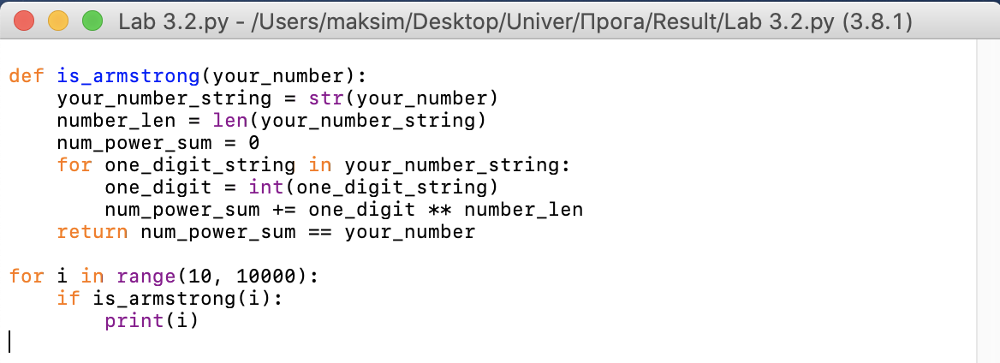 Lab 3.2.py - /Users/maksim/Desktop/Univer/Прога/Result/Lab 3.2.py (3.8.1)
def is_armstrong(your_number):
    your_number_string = str(your_number)
    number_len = len(your_number_string)
    num_power_sum = 0
    for one_digit_string in your_number_string:
        one_digit = int(one_digit_string)
        num_power_sum += one_digit ** number_len
    return num_power_sum == your_number

for i in range(10, 10000):
    if is_armstrong(i):
        print(i)